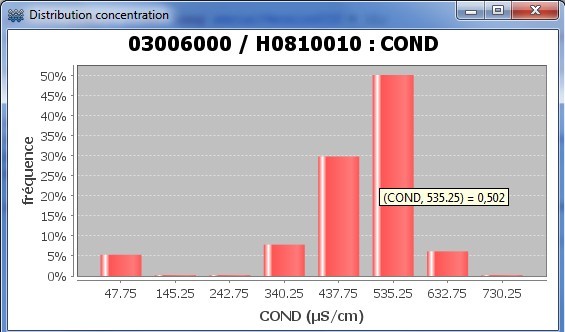 Distribution concentration
03006000 / H0810010 : COND
50%
45%
40%
35%
30%
25%
20%
15%
10%
5%
0%
fréquence
(COND, 535.25) = 0,502
47.75 145.25 242.75 340.25 437.75 535.25 632.75 730.25
COND (µS/cm)